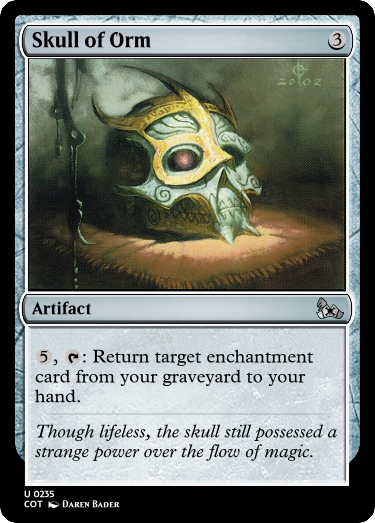 Skull of Orm
3
2002
Artifact
5, : Return target enchantment
card from your graveyard to your
hand.
Though lifeless, the skull still possessed a
strange power over the flow of magic.
U 0235
COT Daren Bader